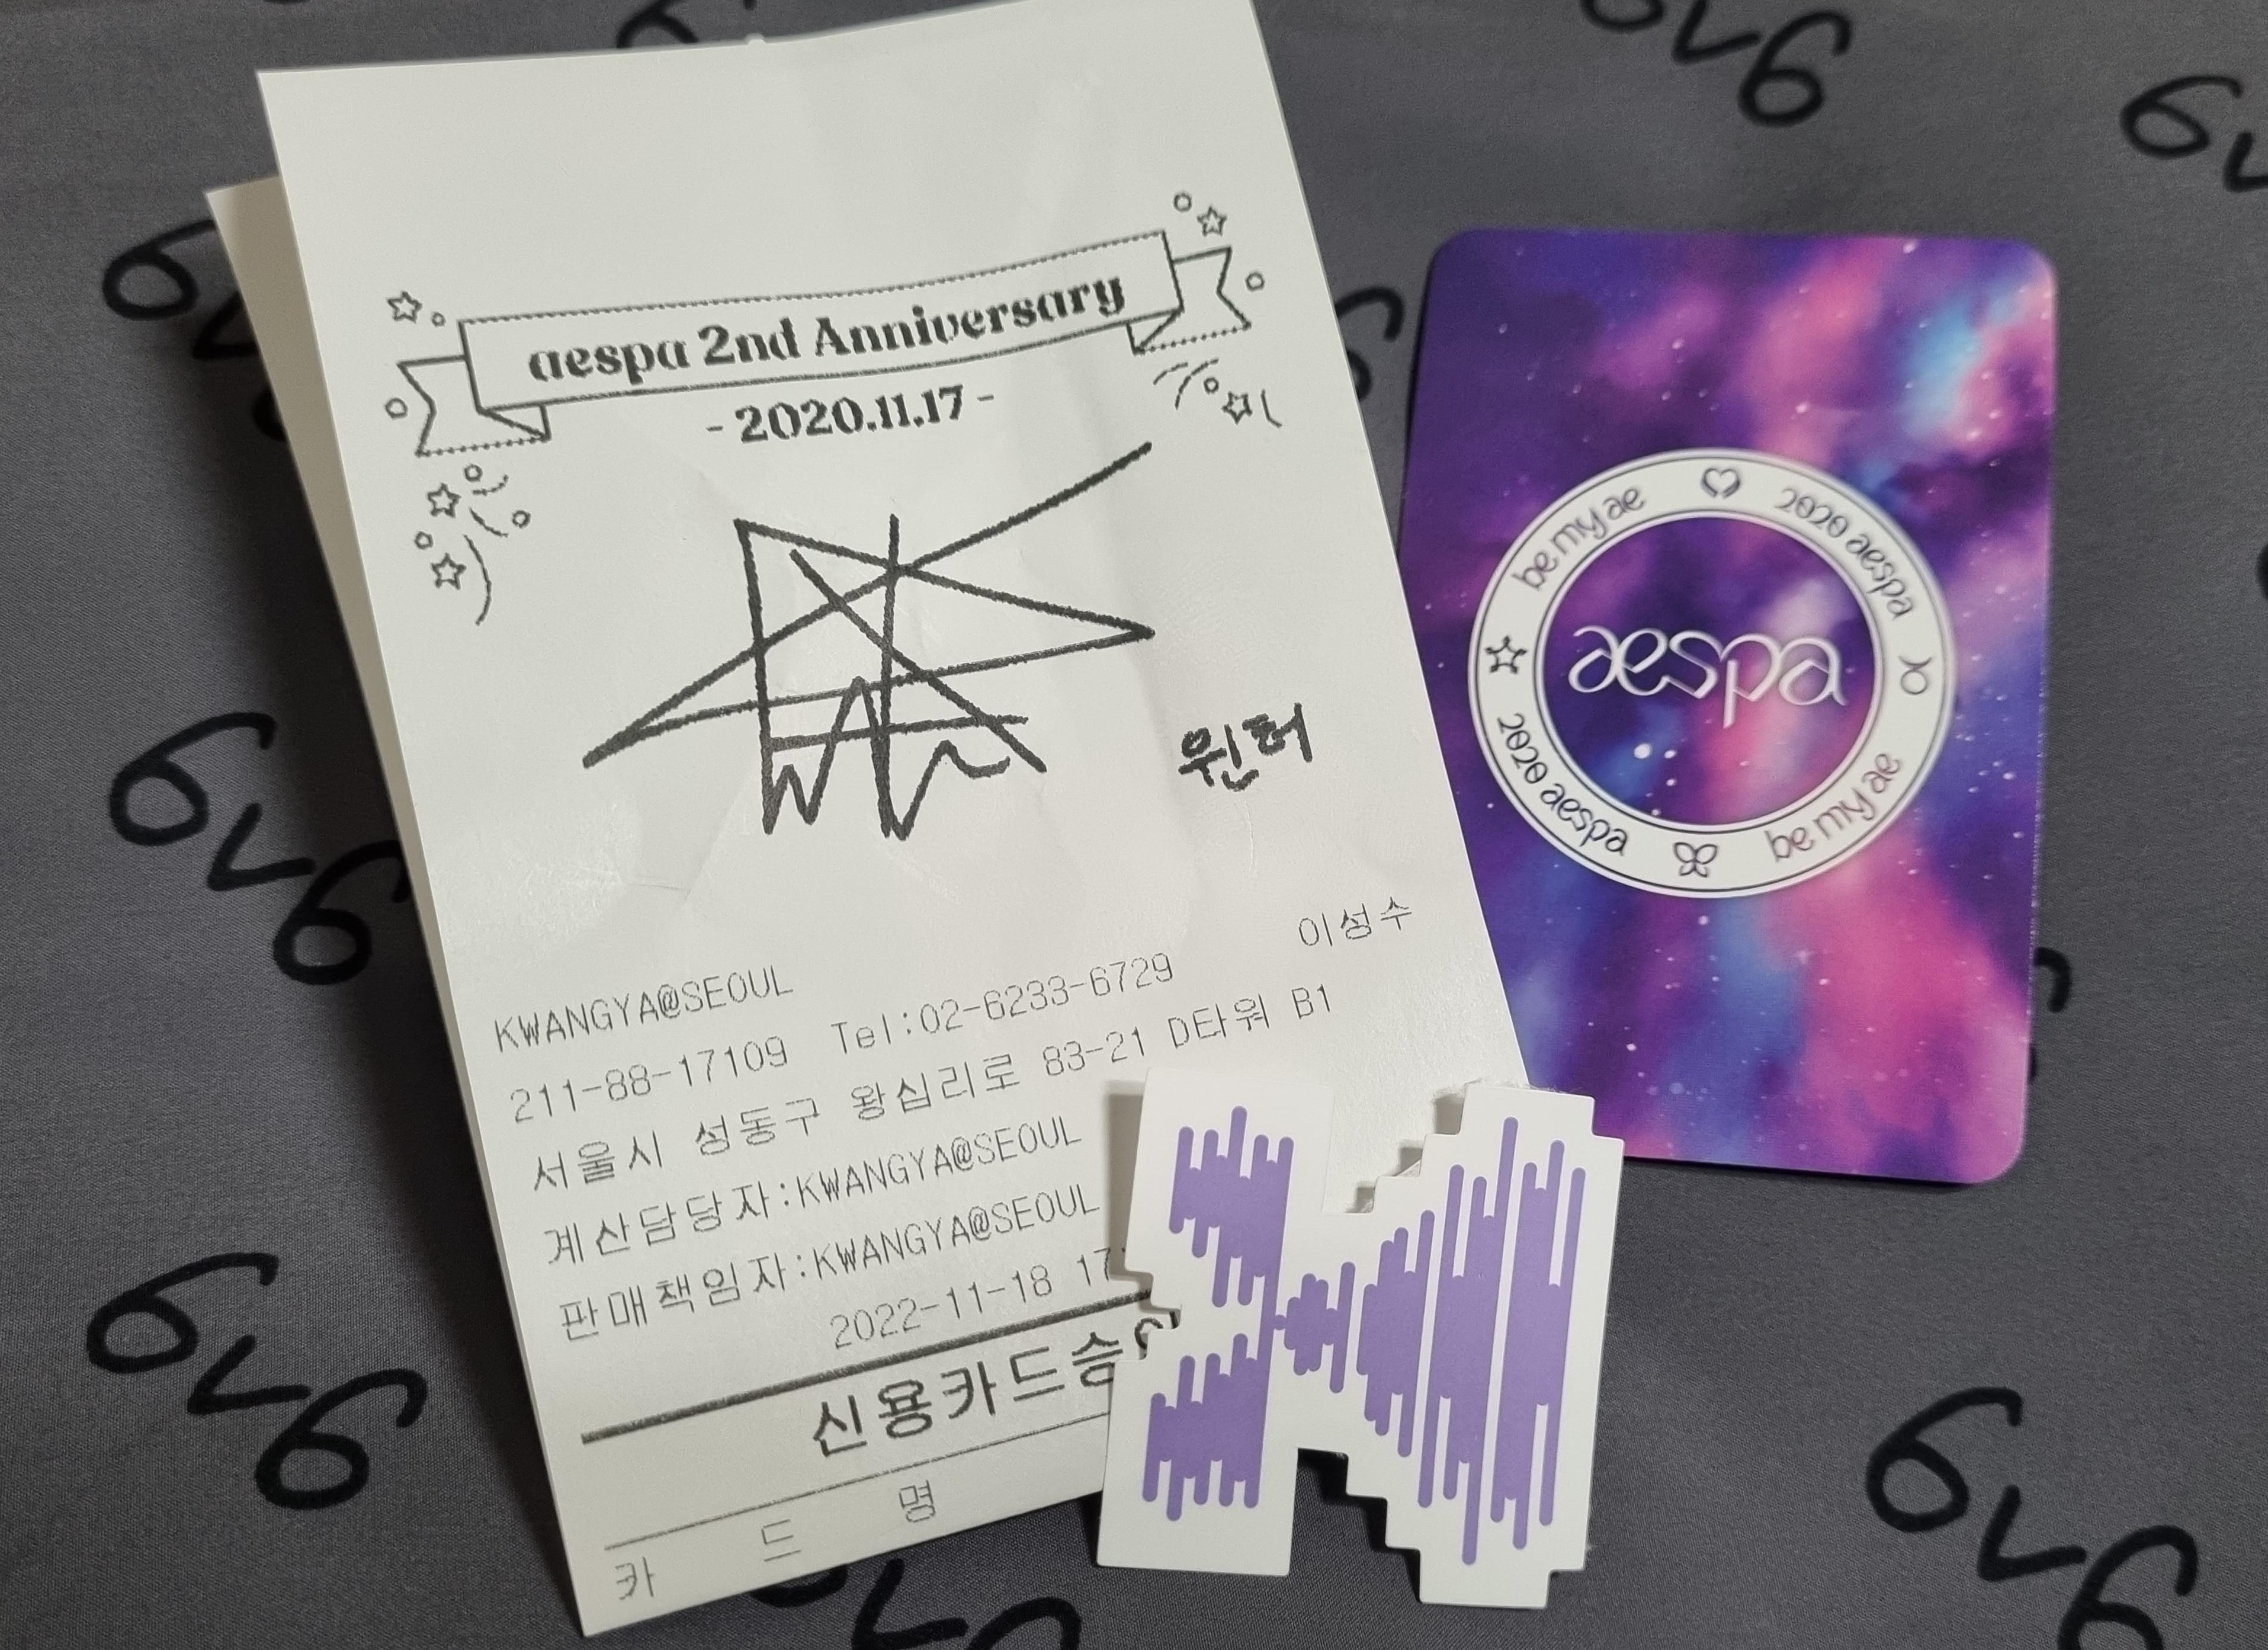 aespa 2nd Anniversary
- 2020.11.17 -
윈터
KWANGYA@SEOUL 이성수
211-88-17109 Tel:02-6233-6729
서울시 성동구 왕십리로 83-21 D타워 B1
계산담당자:KWANGYA@SEOUL
판매책임자:KWANGYA@SEOUL
2022-11-18 17
신용카드승
카 드 명
be my ae
2020 aespa
aespa
2020 aespa
be my ae